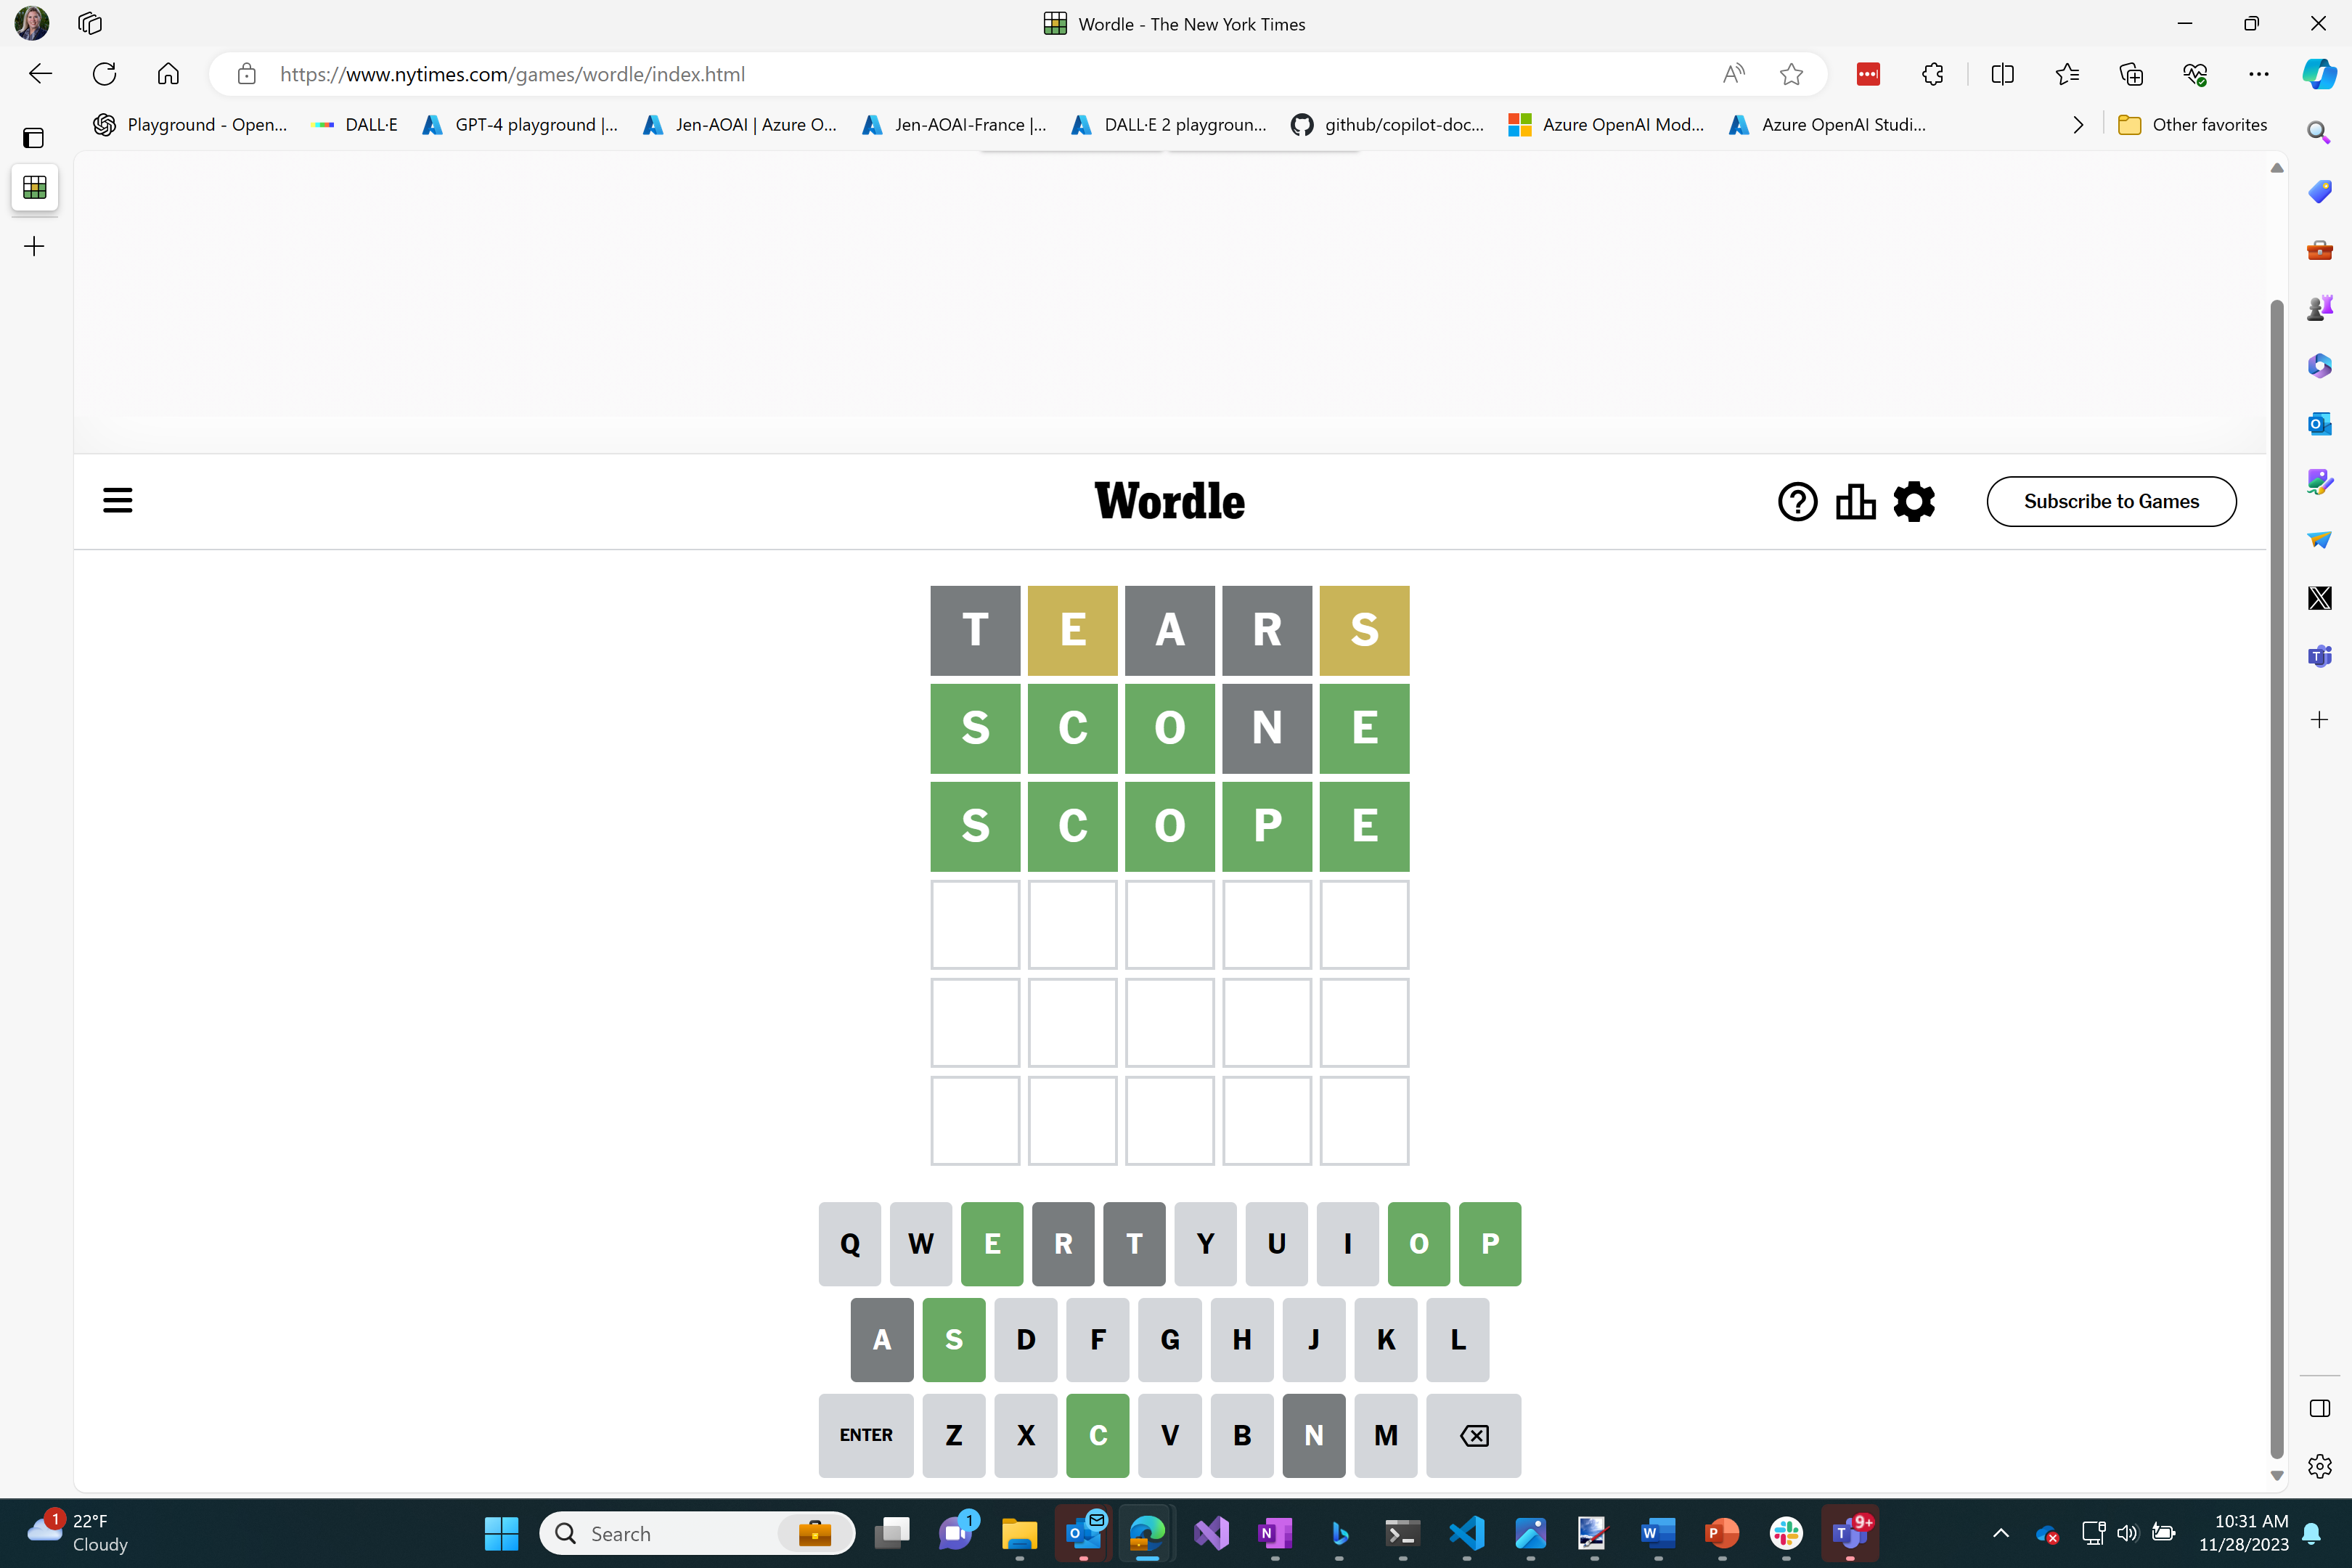 Wordle - The New York Times
https://www.nytimes.com/games/wordle/index.html
Playground - Open... DALL·E GPT-4 playground |... Jen-AOAI | Azure O... Jen-AOAI-France |... DALL·E 2 playgroun... github/copilot-doc... Azure OpenAI Mod... Azure OpenAI Studi... Other favorites
Wordle
Subscribe to Games
T E A R S
S C O N E
S C O P E
Q W E R T Y U I O P
A S D F G H J K L
ENTER Z X C V B N M
1 22°F
Cloudy
Search
1
9+
10:31 AM
11/28/2023